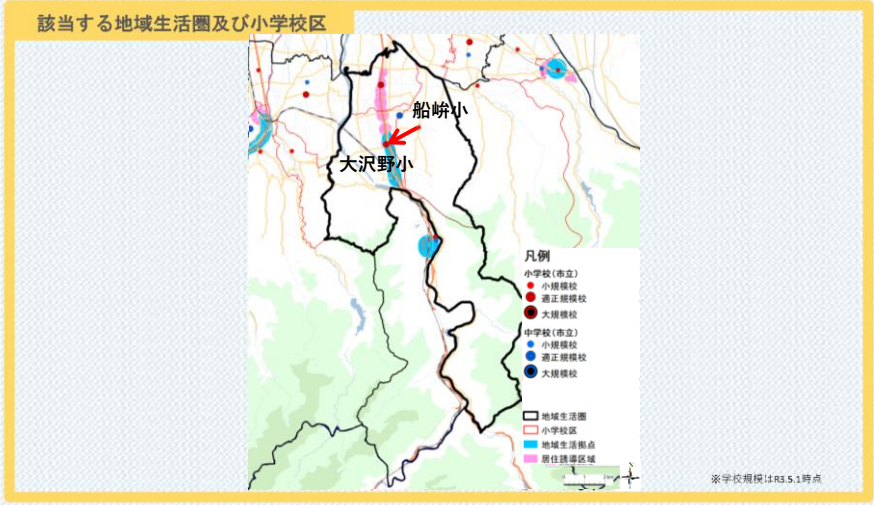 該当する地域生活圏及び小学校区
船峅小
大沢野小
凡例
小学校(市立)
小規模校
適正規模校
大規模校
中学校(市立)
小規模校
適正規模校
大規模校
地域生活圏
小学校区
地域生活拠点
居住誘導区域
※学校規模はR3.5.1時点